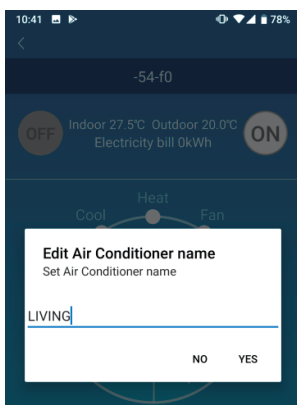 10:41 78%
-54-f0
OFF Indoor 27.5℃ Outdoor 20.0℃ ON
Electricity bill 0kWh
Heat
Cool Fan
Edit Air Conditioner name
Set Air Conditioner name
LIVING
NO YES